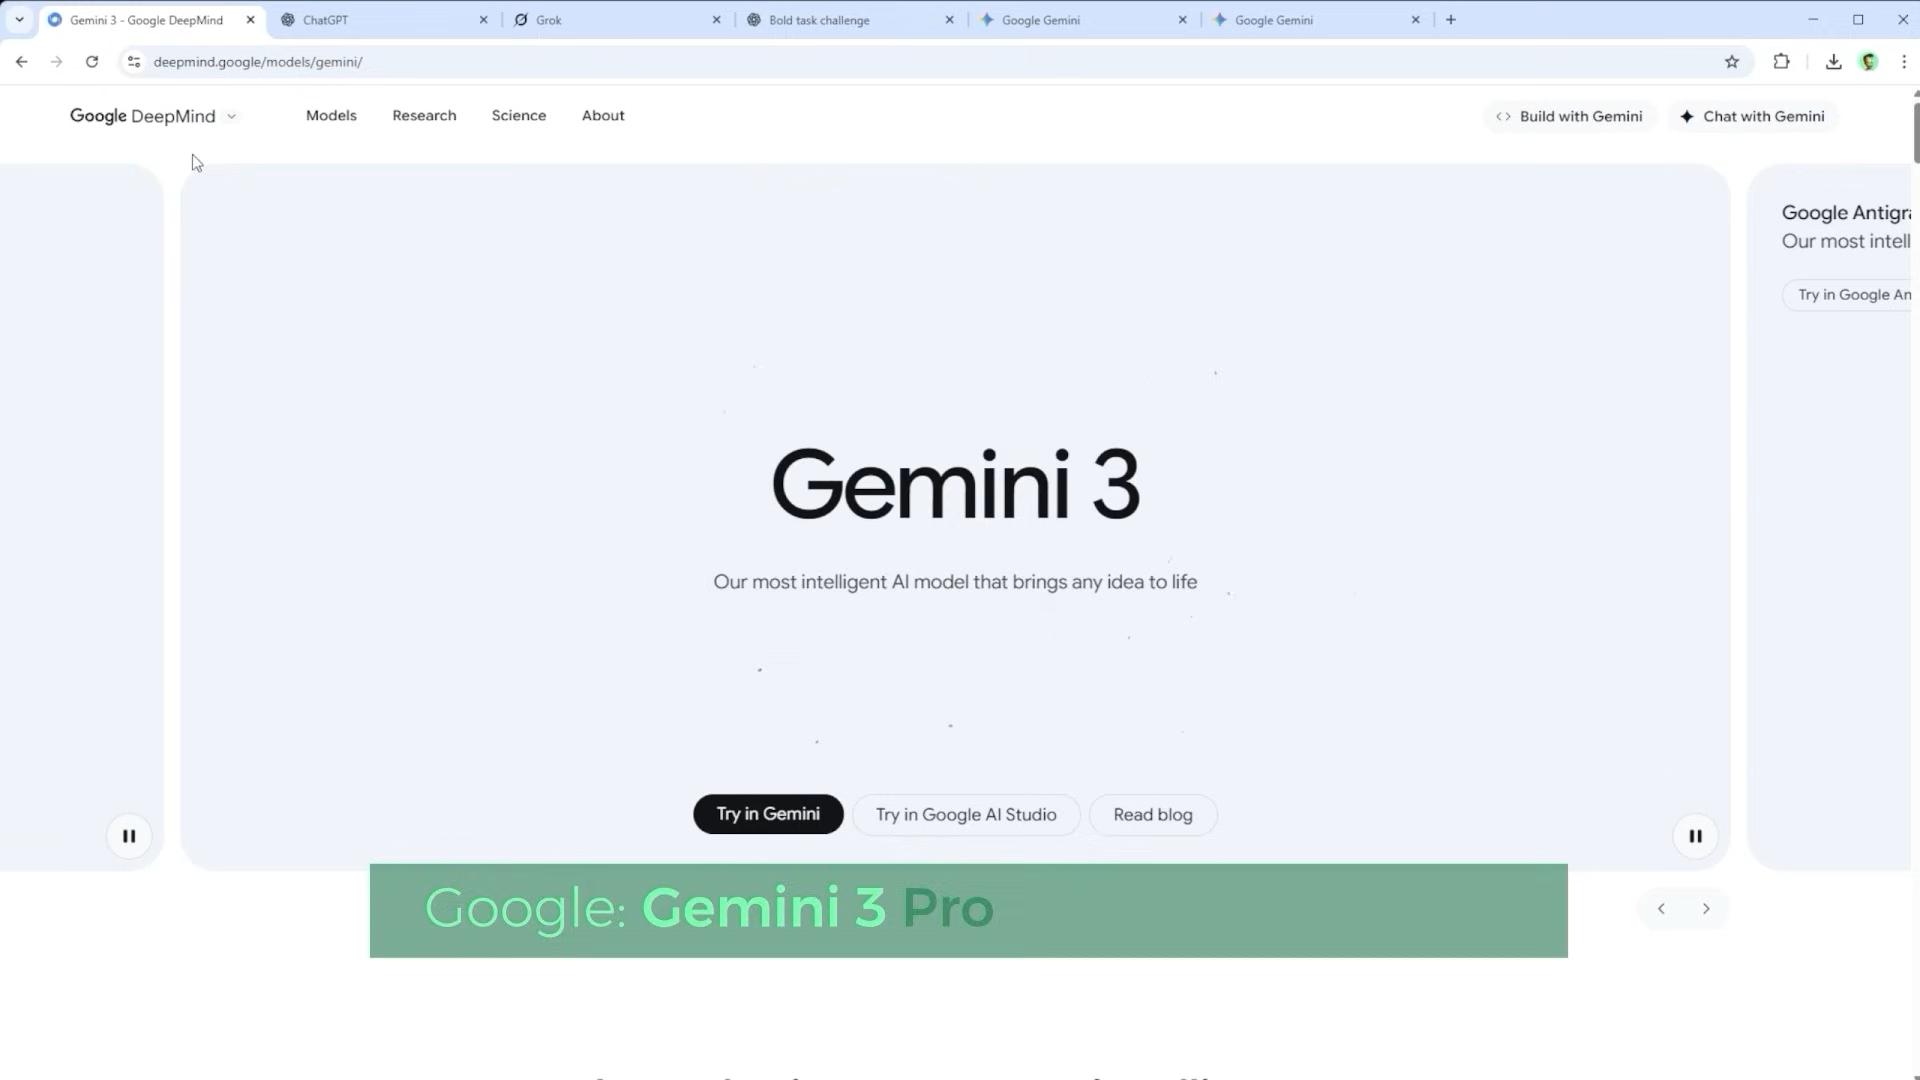 Gemini 3 - Google DeepMind
ChatGPT
Grok
Bold task challenge
Google Gemini
Google Gemini
deepmind.google/models/gemini/
Google DeepMind
Models
Research
Science
About
Build with Gemini
Chat with Gemini
Google Antigra
Our most intell
Try in Google An
Gemini 3
Our most intelligent AI model that brings any idea to life
Try in Gemini
Try in Google AI Studio
Read blog
Google: Gemini 3 Pro